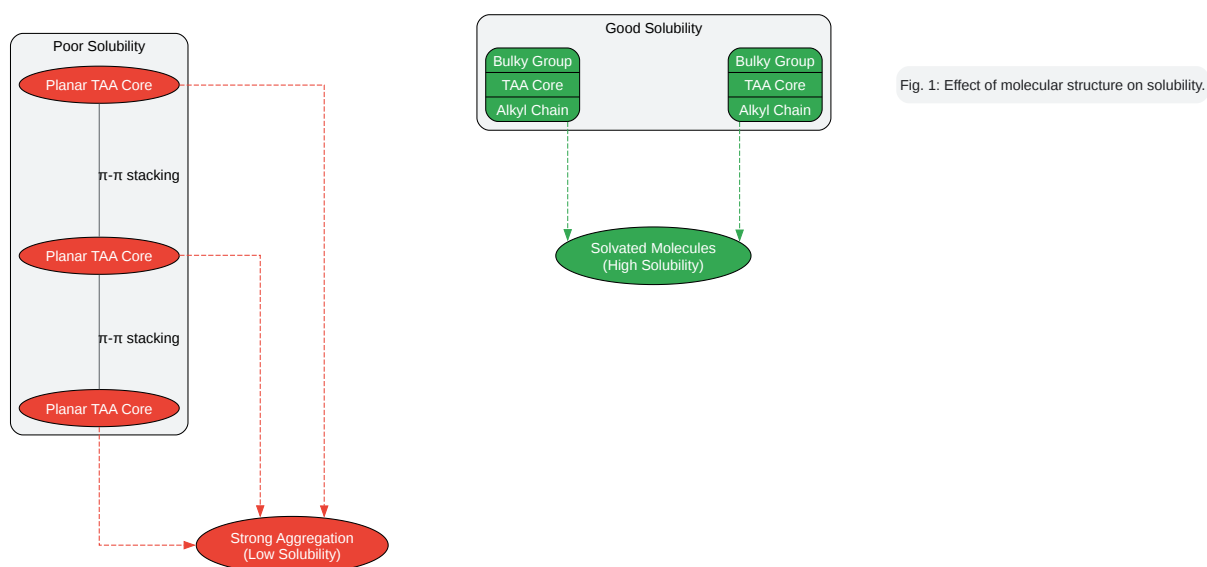 Poor Solubility
Planar TAA Core
π-π stacking
Planar TAA Core
π-π stacking
Planar TAA Core
Strong Aggregation
(Low Solubility)
Good Solubility
Bulky Group
TAA Core
Alkyl Chain
Bulky Group
TAA Core
Alkyl Chain
Solvated Molecules
(High Solubility)
Fig. 1: Effect of molecular structure on solubility.